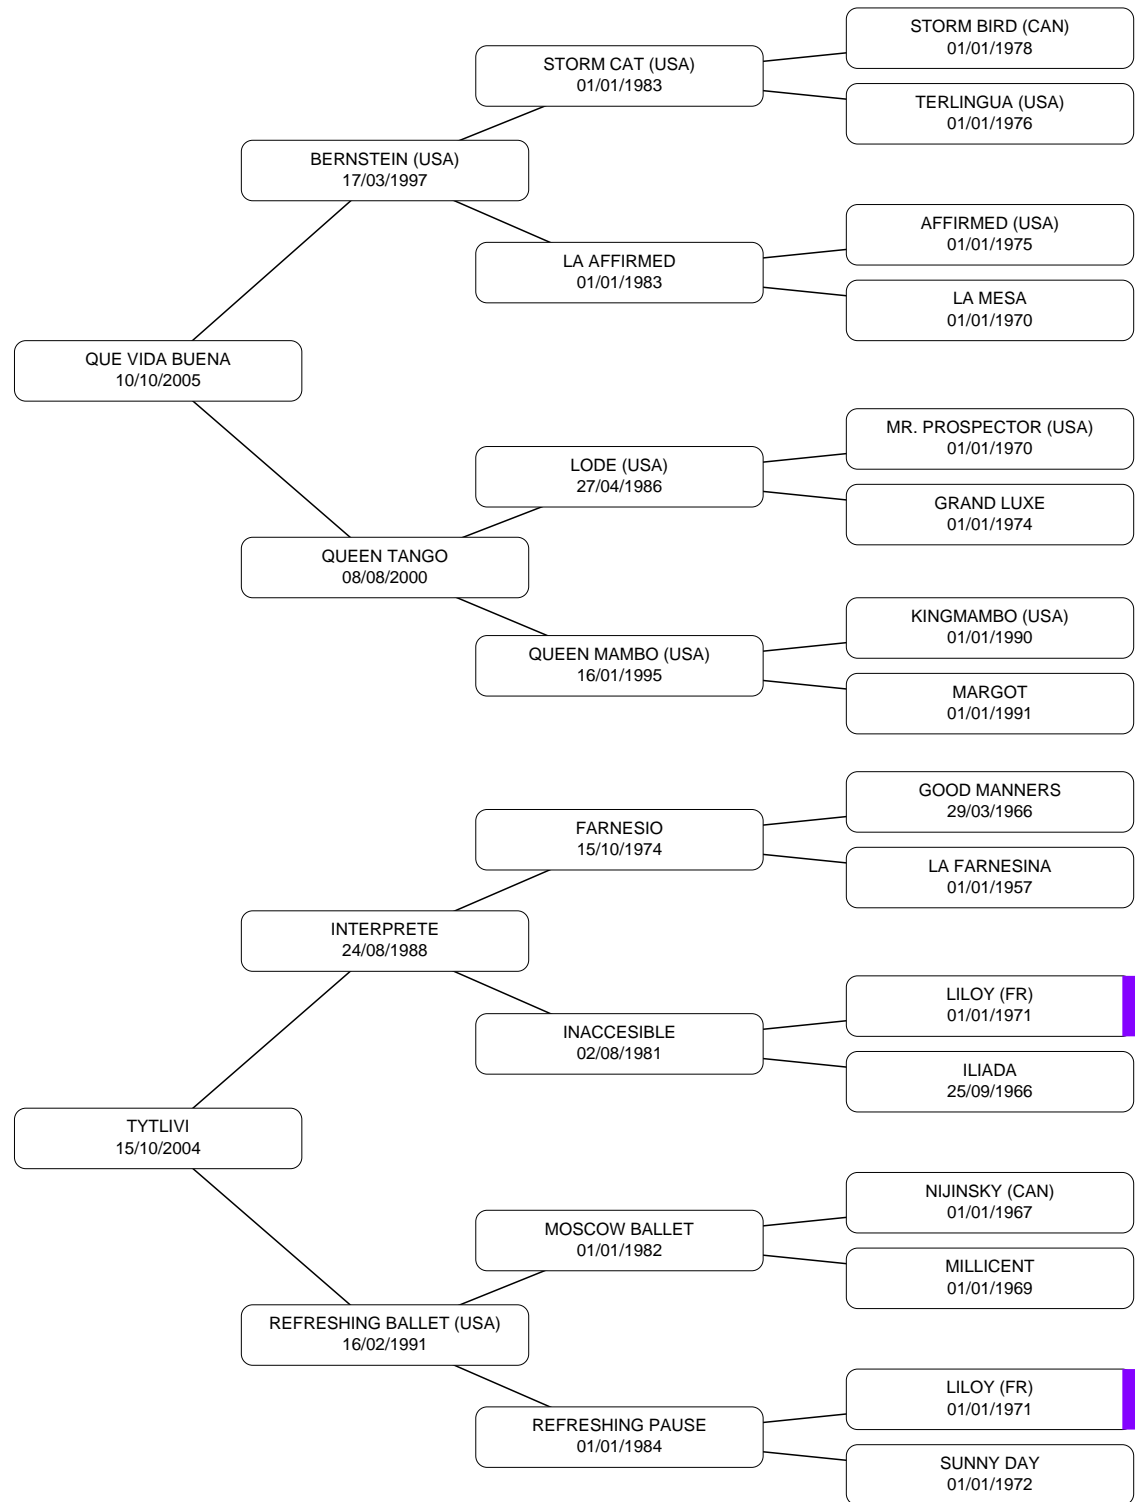 STORM BIRD (CAN)
01/01/1978
STORM CAT (USA)
01/01/1983
TERLINGUA (USA)
01/01/1976
BERNSTEIN (USA)
17/03/1997
AFFIRMED (USA)
01/01/1975
LA AFFIRMED
01/01/1983
LA MESA
01/01/1970
QUE VIDA BUENA
10/10/2005
MR. PROSPECTOR (USA)
01/01/1970
LODE (USA)
27/04/1986
GRAND LUXE
01/01/1974
QUEEN TANGO
08/08/2000
KINGMAMBO (USA)
01/01/1990
QUEEN MAMBO (USA)
16/01/1995
MARGOT
01/01/1991
GOOD MANNERS
29/03/1966
FARNESIO
15/10/1974
LA FARNESINA
01/01/1957
INTERPRETE
24/08/1988
LILOY (FR)
01/01/1971
INACCESIBLE
02/08/1981
ILIADA
25/09/1966
TYTLIVI
15/10/2004
NIJINSKY (CAN)
01/01/1967
MOSCOW BALLET
01/01/1982
MILLICENT
01/01/1969
REFRESHING BALLET (USA)
16/02/1991
LILOY (FR)
01/01/1971
REFRESHING PAUSE
01/01/1984
SUNNY DAY
01/01/1972